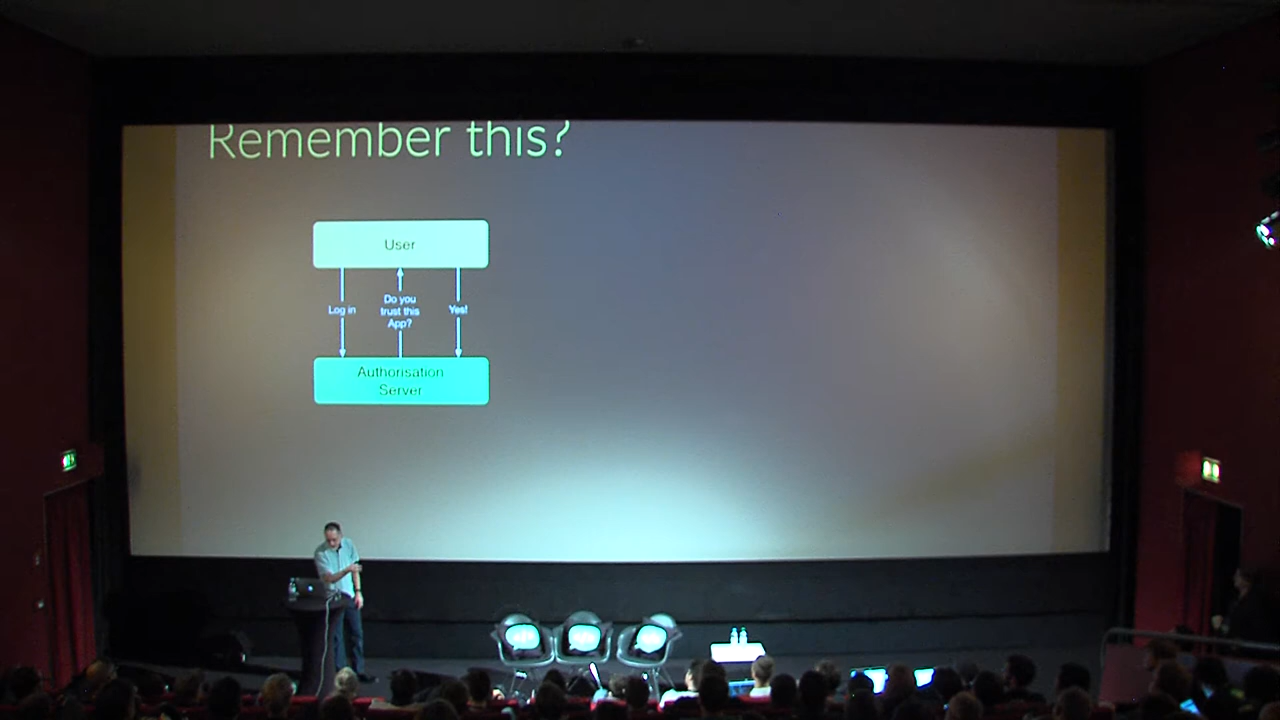 Remember this?
User
Log in
Do you
trust this
App?
Yes!
Authorisation
Server